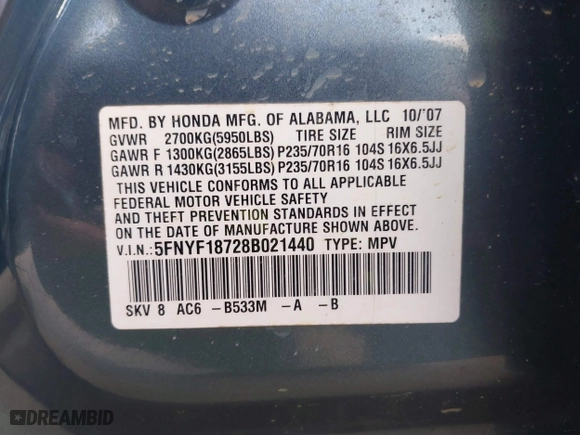 MFD. BY HONDA MFG. OF ALABAMA, LLC 10/'07
GVWR 2700KG(5950LBS) TIRE SIZE RIM SIZE
GAWR F 1300KG(2865LBS) P235/70R16 104S 16X6.5JJ
GAWR R 1430KG(3155LBS) P235/70R16 104S 16X6.5JJ
THIS VEHICLE CONFORMS TO ALL APPLICABLE
FEDERAL MOTOR VEHICLE SAFETY
AND THEFT PREVENTION STANDARDS IN EFFECT
ON THE DATE OF MANUFACTURE SHOWN ABOVE.
V.I.N.: 5FNYF18728B021440 TYPE: MPV
SKV 8 AC6 -B533M -A -B
DREAMBID